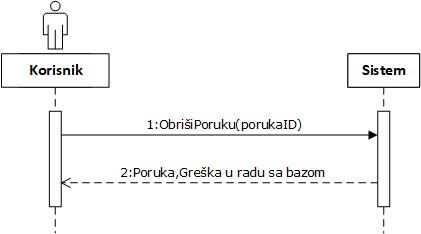 Korisnik
Sistem
1:ObrišiPoruku(porukaID)
2:Poruka,Greška u radu sa bazom